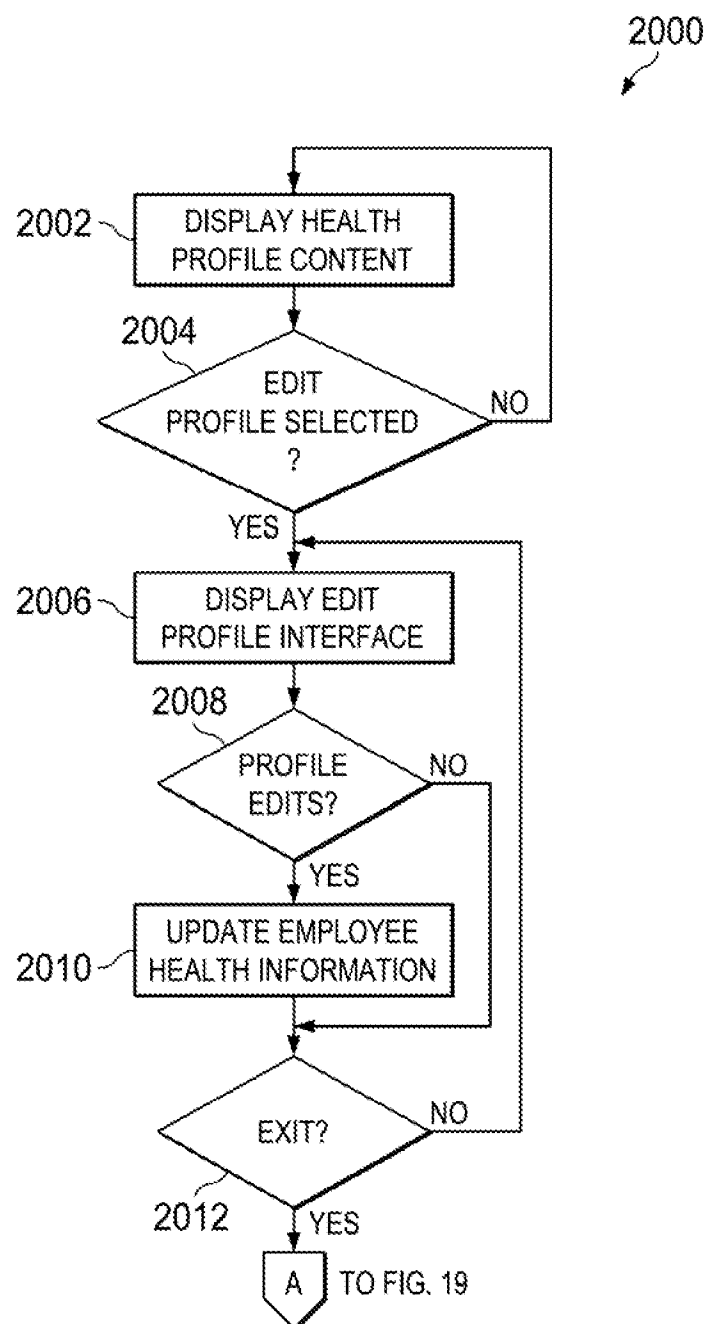 2000
2002
DISPLAY HEALTH
PROFILE CONTENT
2004
EDIT
PROFILE SELECTED
?
NO
YES
2006
DISPLAY EDIT
PROFILE INTERFACE
2008
PROFILE
EDITS?
NO
YES
2010
UPDATE EMPLOYEE
HEALTH INFORMATION
EXIT?
NO
2012
YES
A
TO FIG. 19